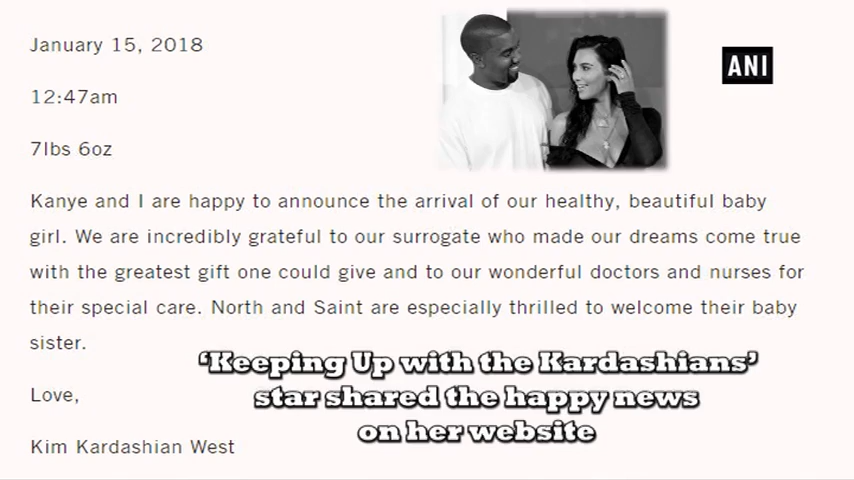 January 15, 2018
ANI
12:47am
7lbs 6oz
Kanye and I are happy to announce the arrival of our healthy, beautiful baby
girl. We are incredibly grateful to our surrogate who made our dreams come true
with the greatest gift one could give and to our wonderful doctors and nurses for
their special care. North and Saint are especially thrilled to welcome their baby
sister.
Love,
Kim Kardashian West
‘Keeping Up with the Kardashians’
star shared the happy news
on her website